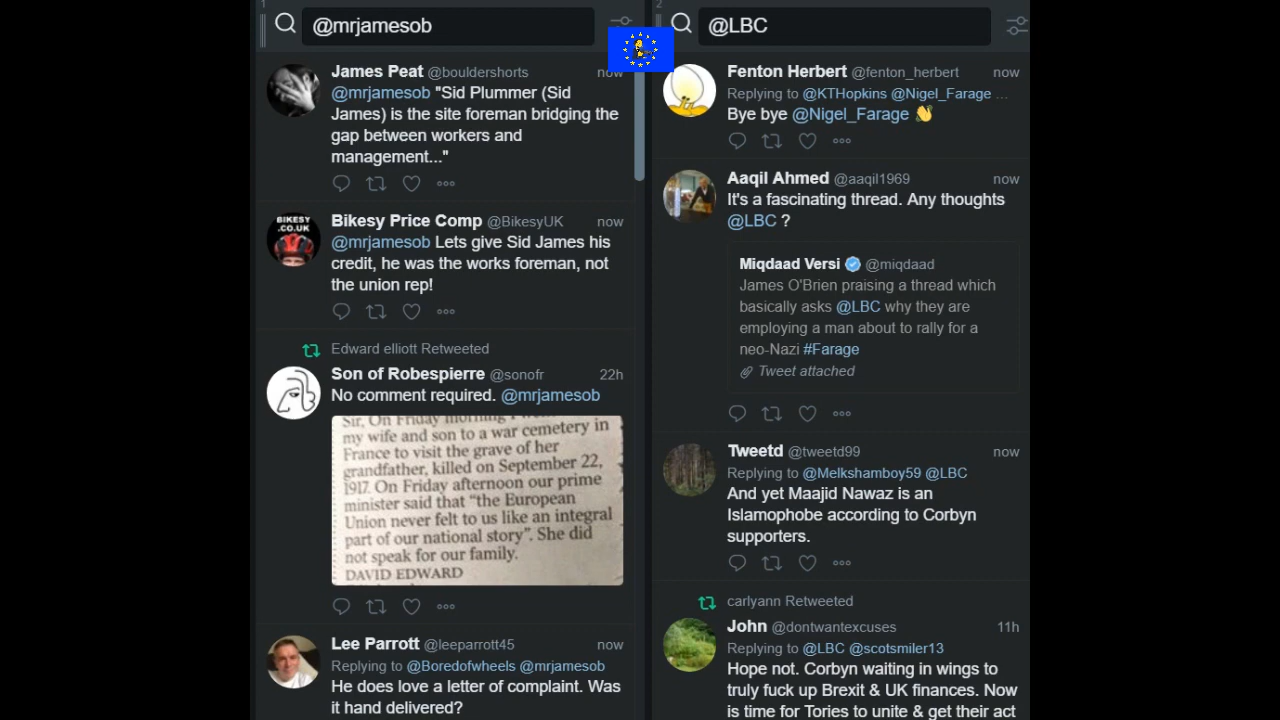 1
@mrjamesob
James Peat @bouldershorts now
@mrjamesob "Sid Plummer (Sid
James) is the site foreman bridging the
gap between workers and
management..."
BIKESY
.CO.UK
Bikesy Price Comp @BikesyUK now
@mrjamesob Lets give Sid James his
credit, he was the works foreman, not
the union rep!
Edward elliott Retweeted
Son of Robespierre @sonofr 22h
No comment required. @mrjamesob
Sir, On Friday morning I
my wife and son to a war cemetery in
France to visit the grave of her
grandfather, killed on September 22,
1917. On Friday afternoon our prime
minister said that "the European
Union never felt to us like an integral
part of our national story". She did
not speak for our family.
DAVID EDWARD
Lee Parrott @leeparrott45 now
Replying to @Boredofwheels @mrjamesob
He does love a letter of complaint. Was
it hand delivered?
2
@LBC
Fenton Herbert @fenton_herbert now
Replying to @KTHopkins @Nigel_Farage ...
Bye bye @Nigel_Farage 👋
Aaqil Ahmed @aaqil1969 now
It's a fascinating thread. Any thoughts
@LBC ?
Miqdaad Versi @miqdaad
James O'Brien praising a thread which
basically asks @LBC why they are
employing a man about to rally for a
neo-Nazi #Farage
Tweet attached
Tweetd @tweetd99 now
Replying to @Melkshamboy59 @LBC
And yet Maajid Nawaz is an
Islamophobe according to Corbyn
supporters.
carlyann Retweeted
John @dontwantexcuses 11h
Replying to @LBC @scotsmiler13
Hope not. Corbyn waiting in wings to
truly fuck up Brexit & UK finances. Now
is time for Tories to unite & get their act